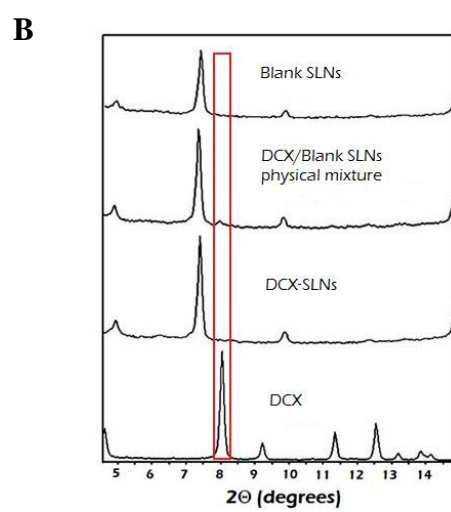 B
Blank SLNs
DCX/Blank SLNs
physical mixture
DCX-SLNs
DCX
5 6 7 8 9 10 11 12 13 14
2Θ (degrees)